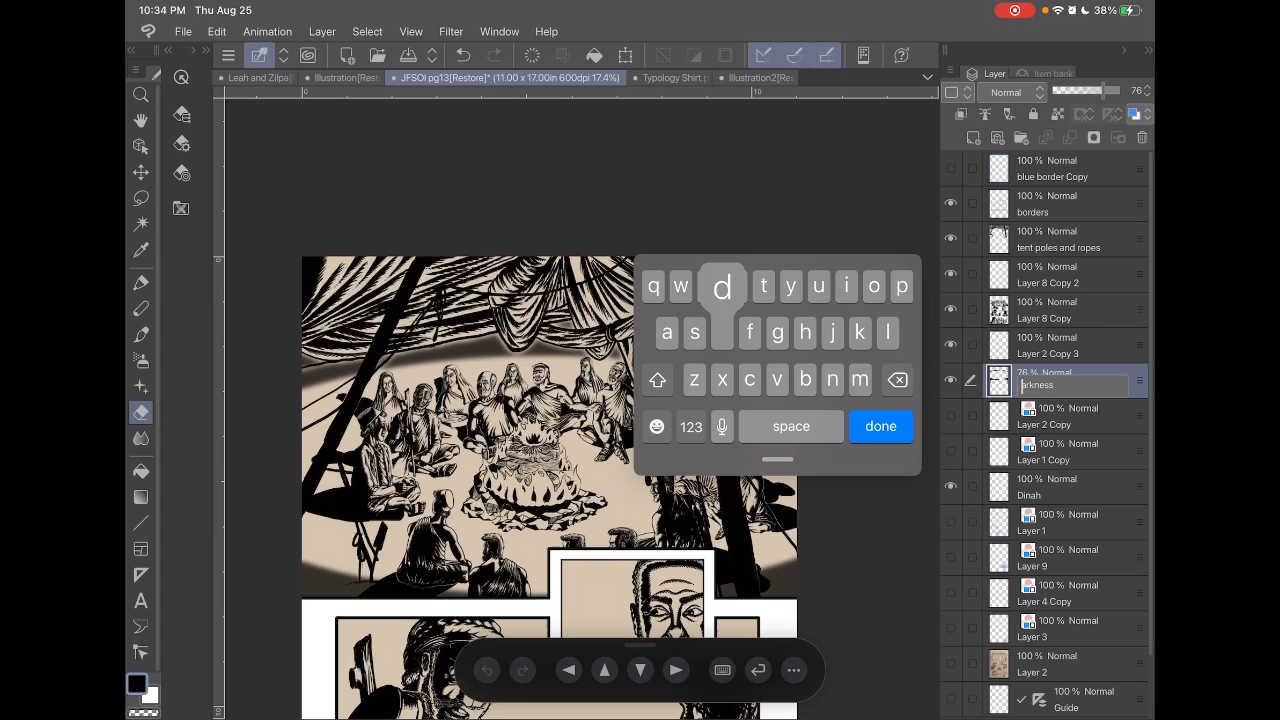 10:34 PM Thu Aug 25
38%
File Edit Animation Layer Select View Filter Window Help
Leah and Zilpa[
Illustration[Rest
JFSOI pg13[Restore]* (11.00 x 17.00in 600dpi 17.4%)
Typology Shirt.
Illustration2[Res
Layer
Item bank
Normal
76
0
10
100 % Normal
blue border Copy
100 % Normal
borders
100 % Normal
tent poles and ropes
100 % Normal
Layer 8 Copy 2
100 % Normal
Layer 8 Copy
100 % Normal
Layer 2 Copy 3
76 % Normal
arkness
100 % Normal
Layer 2 Copy
100 % Normal
Layer 1 Copy
100 % Normal
Dinah
100 % Normal
Layer 1
100 % Normal
Layer 9
100 % Normal
Layer 4 Copy
100 % Normal
Layer 3
100 % Normal
Layer 2
100 % Normal
Guide
q w d t y u i o p
a s f g h j k l
z x c v b n m
123 space done